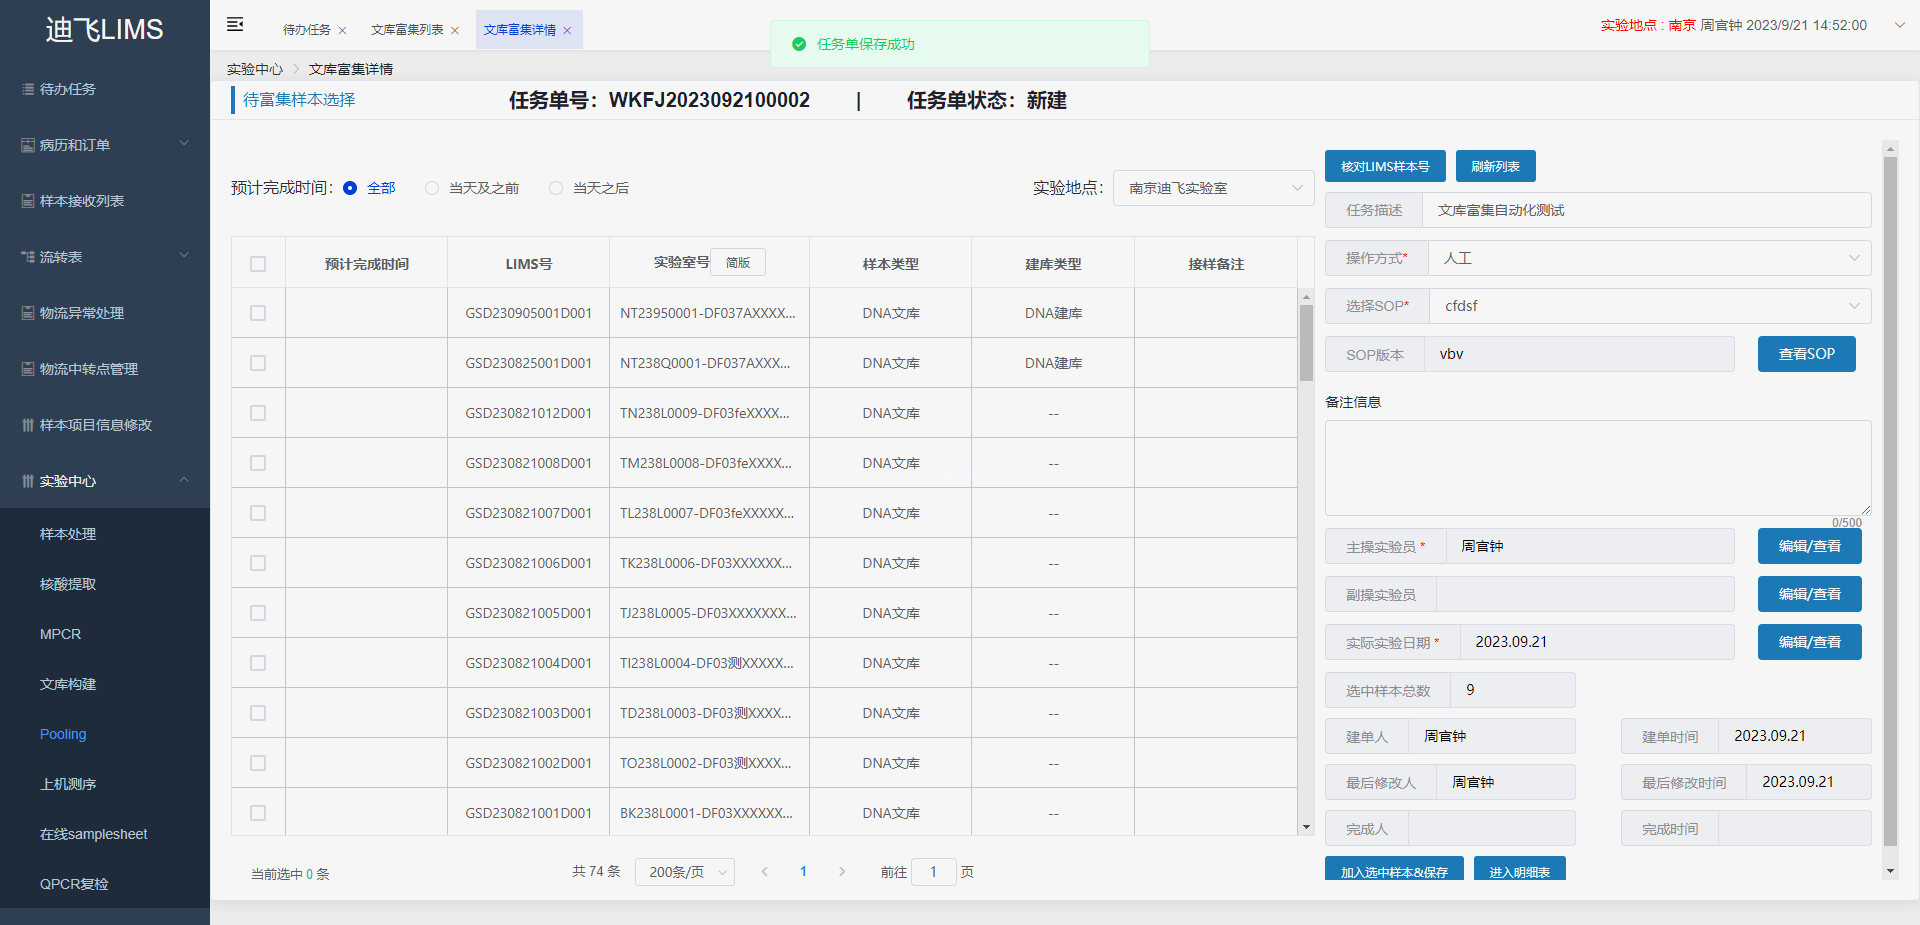 迪飞LIMS
待办任务
病历和订单
样本接收列表
流转表
物流异常处理
物流中转点管理
样本项目信息修改
实验中心
样本处理
核酸提取
MPCR
文库构建
Pooling
上机测序
在线samplesheet
QPCR复检
待办任务 文库富集列表 文库富集详情
任务单保存成功
实验地点 : 南京 周官钟 2023/9/21 14:52:00
实验中心 文库富集详情
待富集样本选择 任务单号：WKFJ2023092100002 | 任务单状态：新建
预计完成时间： 全部 当天及之前 当天之后 实验地点： 南京迪飞实验室
预计完成时间 LIMS号 实验室号 简版 样本类型 建库类型 接样备注
GSD230905001D001 NT23950001-DF037AXXXX... DNA文库 DNA建库
GSD230825001D001 NT238Q0001-DF037AXXX... DNA文库 DNA建库
GSD230821012D001 TN238L0009-DF03feXXXX... DNA文库 --
GSD230821008D001 TM238L0008-DF03feXXXX... DNA文库 --
GSD230821007D001 TL238L0007-DF03feXXXXX... DNA文库 --
GSD230821006D001 TK238L0006-DF03XXXXXX... DNA文库 --
GSD230821005D001 TJ238L0005-DF03XXXXXXX... DNA文库 --
GSD230821004D001 TI238L0004-DF03测XXXXX... DNA文库 --
GSD230821003D001 TD238L0003-DF03测XXXX... DNA文库 --
GSD230821002D001 TO238L0002-DF03测XXXX... DNA文库 --
GSD230821001D001 BK238L0001-DF03XXXXXX... DNA文库 --
当前选中 0 条 共 74 条 200条/页 1 前往 1 页
核对LIMS样本号 刷新列表
任务描述 文库富集自动化测试
操作方式* 人工
选择SOP* cfdsf
SOP版本 vbv 查看SOP
备注信息
0/500
主操实验员 * 周官钟 编辑/查看
副操实验员 编辑/查看
实际实验日期 * 2023.09.21 编辑/查看
选中样本总数 9
建单人 周官钟 建单时间 2023.09.21
最后修改人 周官钟 最后修改时间 2023.09.21
完成人 完成时间
加入选中样本&保存 进入明细表